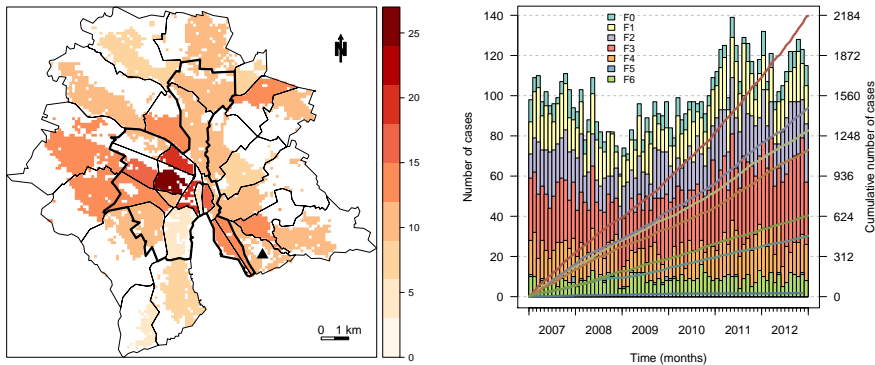 N
0 1 km
25
20
15
10
5
0
F0
F1
F2
F3
F4
F5
F6
Number of cases
140
120
100
80
60
40
20
0
2184
1872
1560
1248
936
624
312
0
Cumulative number of cases
2007 2008 2009 2010 2011 2012
Time (months)